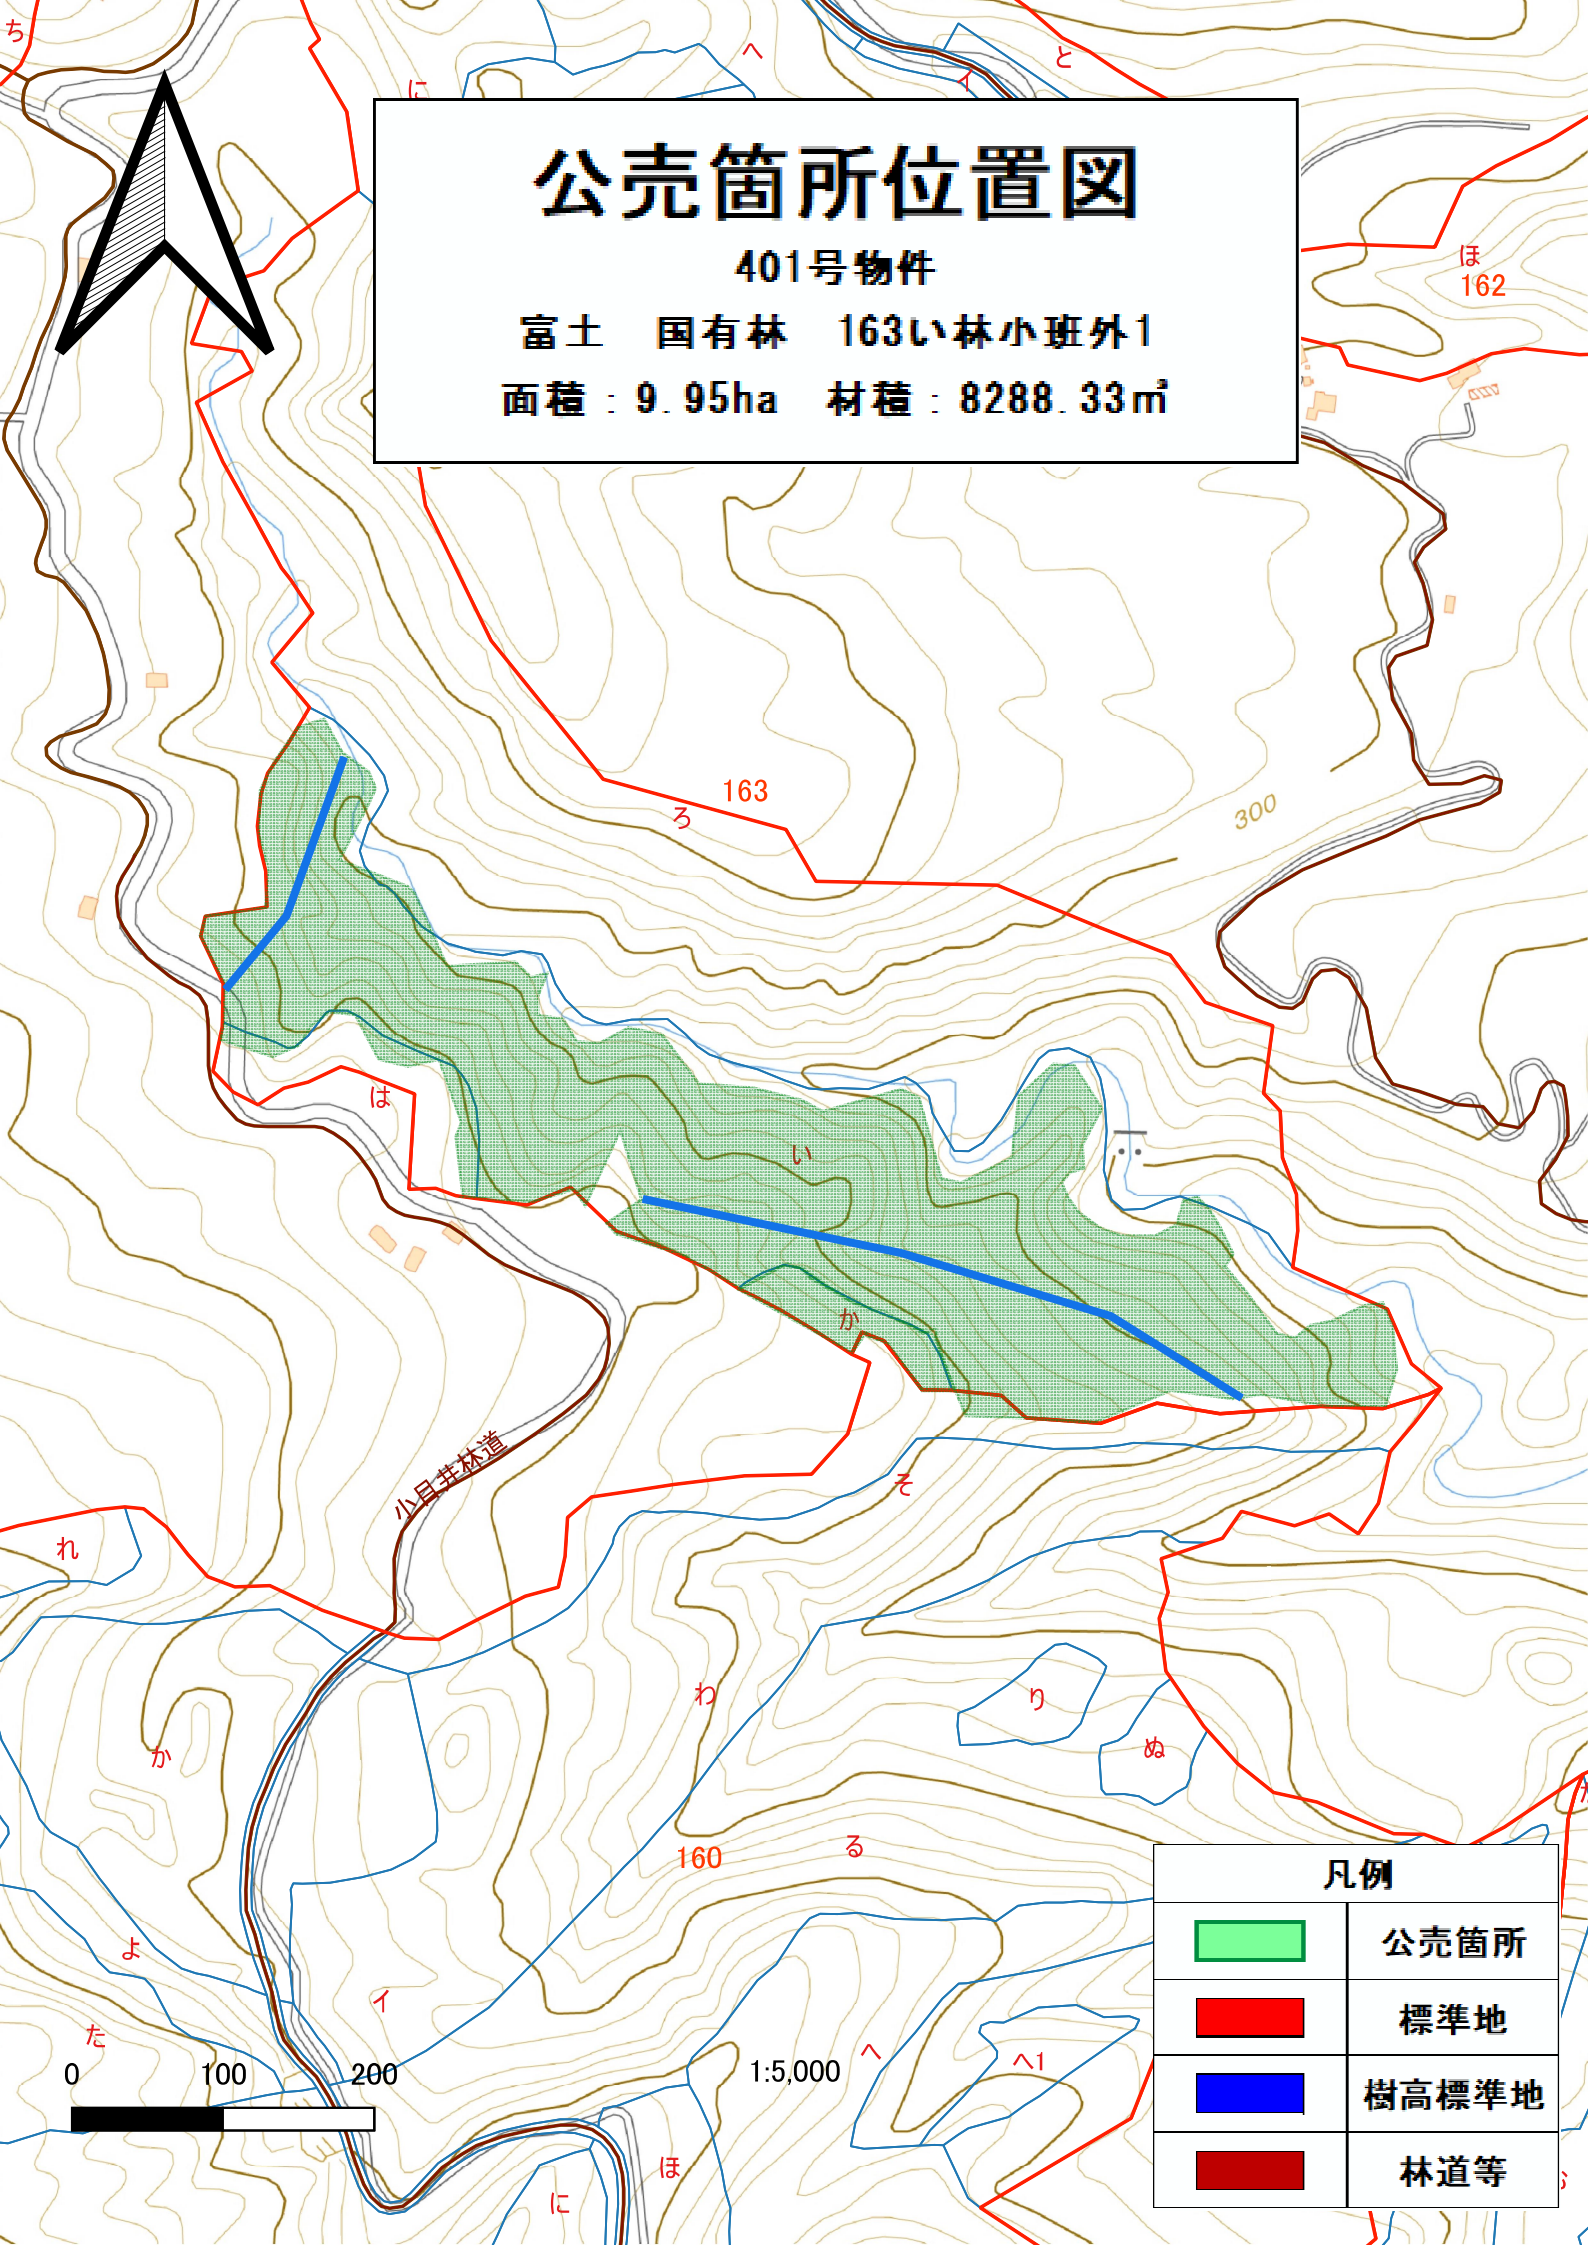 ち
に
へ
イ
と
公売箇所位置図
401号物件
富士　国有林　163い林小班外1
面積：9.95ha　材積：8288.33㎥
ほ
162
163
ろ
300
は
い
か
小目井林道
そ
れ
わ
り
ぬ
か
160
る
よ
イ
た
へ
へ1
ほ
に
0 100 200
1:5,000
凡例
公売箇所
標準地
樹高標準地
林道等